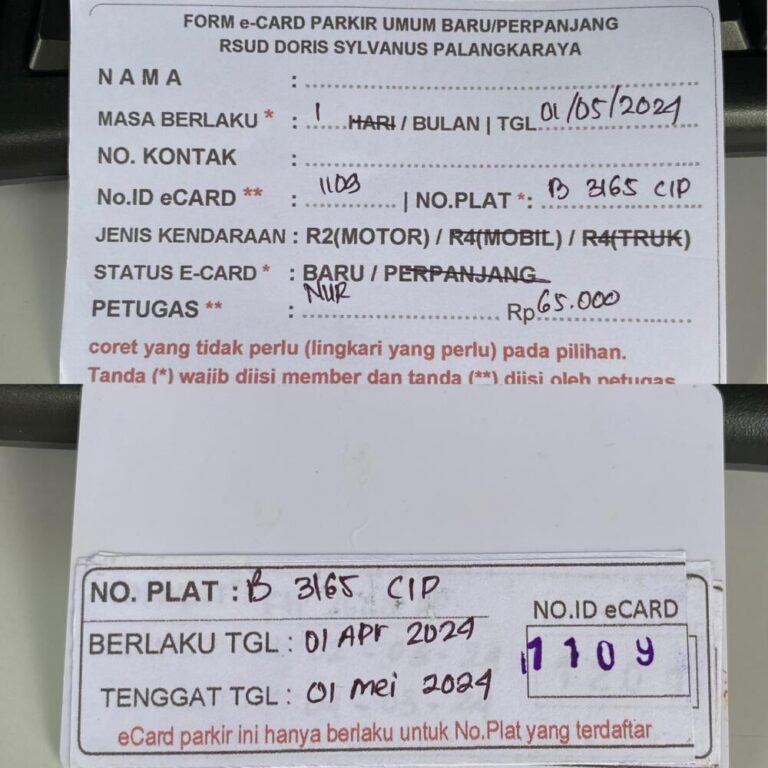 FORM e-CARD PARKIR UMUM BARU/PERPANJANG
RSUD DORIS SYLVANUS PALANGKARAYA
NAMA :
MASA BERLAKU * : 1 HARI / BULAN | TGL 01/05/2024
NO. KONTAK :
No.ID eCARD ** : 1109 | NO.PLAT *: B 3165 CIP
JENIS KENDARAAN : R2(MOTOR) / R4(MOBIL) / R4(TRUK)
STATUS E-CARD * : BARU / PERPANJANG
PETUGAS ** : NUR Rp 65.000
coret yang tidak perlu (lingkari yang perlu) pada pilihan.
Tanda (*) wajib diisi member dan tanda (**) diisi oleh petugas
NO. PLAT : B 3165 CIP
BERLAKU TGL : 01 APR 2024
TENGGAT TGL : 01 mei 2024
NO.ID eCARD
1109
eCard parkir ini hanya berlaku untuk No.Plat yang terdaftar